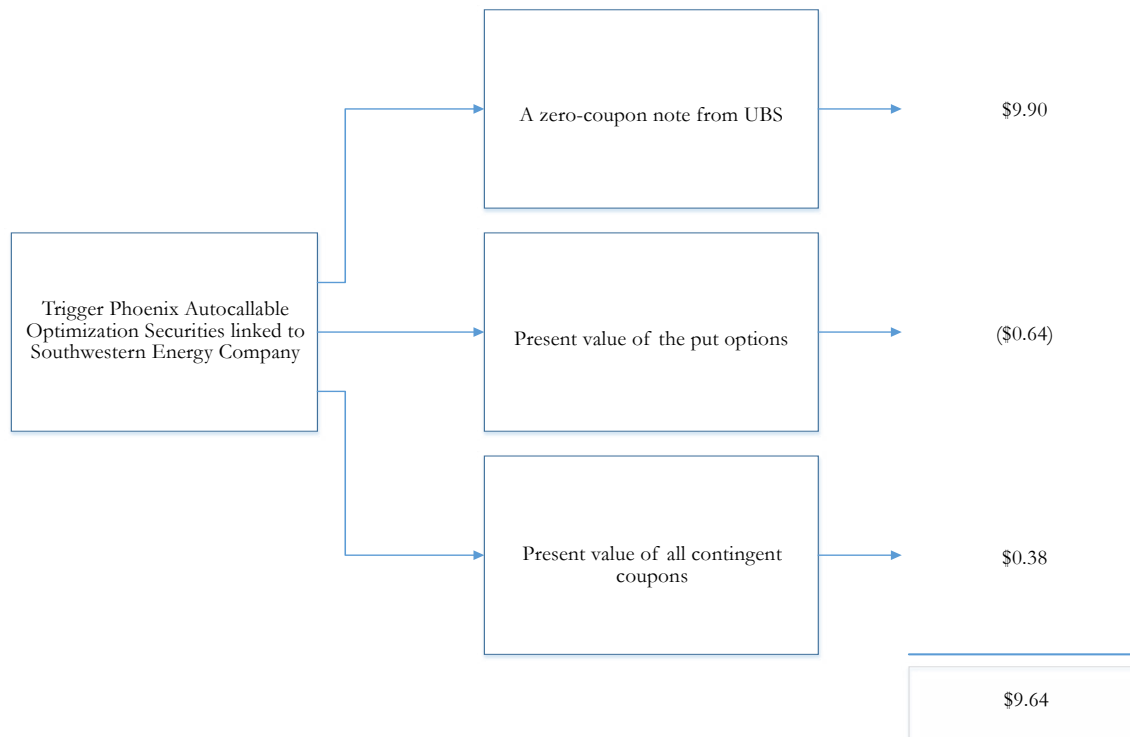 A zero-coupon note from UBS
$9.90
Trigger Phoenix Autocallable
Optimization Securities linked to
Southwestern Energy Company
Present value of the put options
($0.64)
Present value of all contingent
coupons
$0.38
$9.64